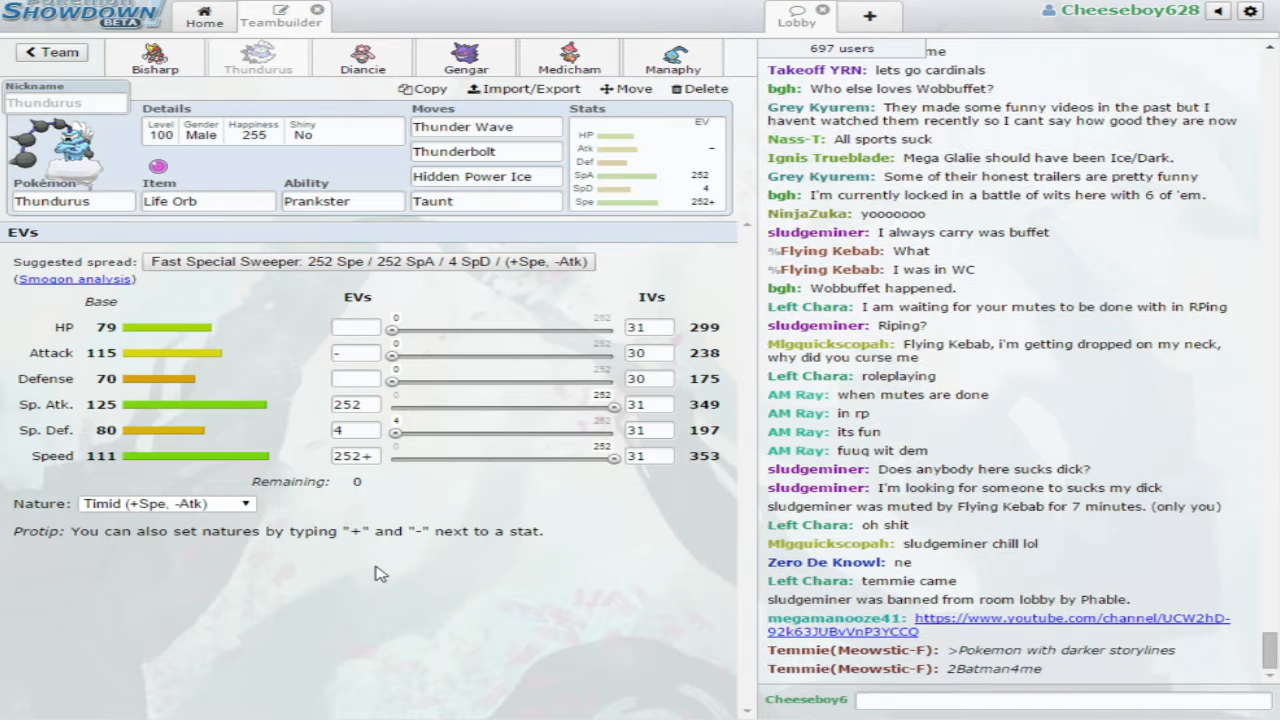 Pokémon
SHOWDOWN
BETA
Home
Teambuilder
Lobby
+
Cheeseboy628
< Team
Bisharp
Thundurus
Diancie
Gengar
Medicham
Manaphy
Copy
Import/Export
Move
Delete
Nickname
Thundurus
Details
Level
100
Gender
Male
Happiness
255
Shiny
No
Pokémon
Thundurus
Item
Life Orb
Ability
Prankster
Moves
Thunder Wave
Thunderbolt
Hidden Power Ice
Taunt
Stats
EV
HP
Atk -
Def
SpA 252
SpD 4
Spe 252+
EVs
Suggested spread: Fast Special Sweeper: 252 Spe / 252 SpA / 4 SpD / (+Spe, -Atk)
(Smogon analysis)
Base EVs IVs
HP 79 0 252 31 299
Attack 115 - 0 252 30 238
Defense 70 0 252 30 175
Sp. Atk. 125 252 0 252 31 349
Sp. Def. 80 4 4 252 31 197
Speed 111 252+ 0 252 31 353
Remaining: 0
Nature: Timid (+Spe, -Atk)
Protip: You can also set natures by typing "+" and "-" next to a stat.
697 users
me
Takeoff YRN: lets go cardinals
bgh: Who else loves Wobbuffet?
Grey Kyurem: They made some funny videos in the past but I
havent watched them recently so I cant say how good they are now
Nass-T: All sports suck
Ignis Trueblade: Mega Glalie should have been Ice/Dark.
Grey Kyurem: Some of their honest trailers are pretty funny
bgh: I'm currently locked in a battle of wits here with 6 of 'em.
NinjaZuka: yooooooo
sludgeminer: I always carry was buffet
%Flying Kebab: What
%Flying Kebab: I was in WC
bgh: Wobbuffet happened.
Left Chara: I am waiting for your mutes to be done with in RPing
sludgeminer: Riping?
Mlgquickscopah: Flying Kebab, i'm getting dropped on my neck,
why did you curse me
Left Chara: roleplaying
AM Ray: when mutes are done
AM Ray: in rp
AM Ray: its fun
AM Ray: fuuq wit dem
sludgeminer: Does anybody here sucks dick?
sludgeminer: I'm looking for someone to sucks my dick
sludgeminer was muted by Flying Kebab for 7 minutes. (only you)
Left Chara: oh shit
Mlgquickscopah: sludgeminer chill lol
Zero De Knowl: ne
Left Chara: temmie came
sludgeminer was banned from room lobby by Phable.
megamanooze41: https://www.youtube.com/channel/UCW2hD-
92k63JUBvVnP3YCCQ
Temmie(Meowstic-F): >Pokemon with darker storylines
Temmie(Meowstic-F): 2Batman4me
Cheeseboy6